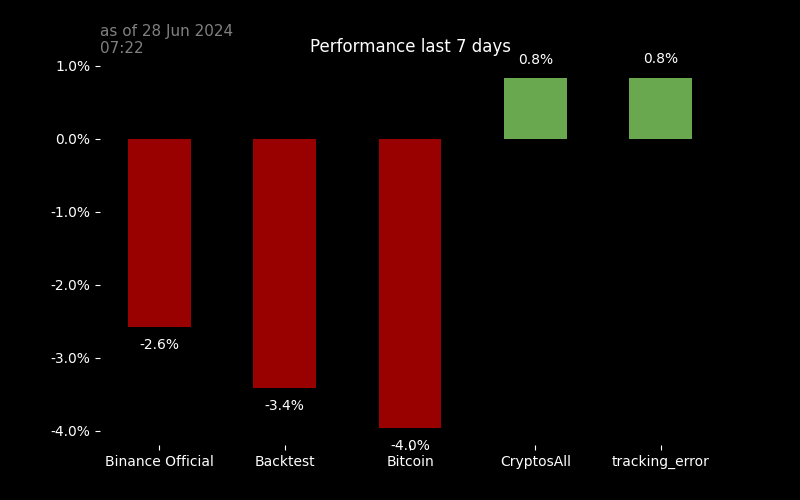 as of 28 Jun 2024
07:22
Performance last 7 days
1.0%
0.0%
-1.0%
-2.0%
-3.0%
-4.0%
-2.6%
-3.4%
-4.0%
0.8%
0.8%
Binance Official
Backtest
Bitcoin
CryptosAll
tracking_error